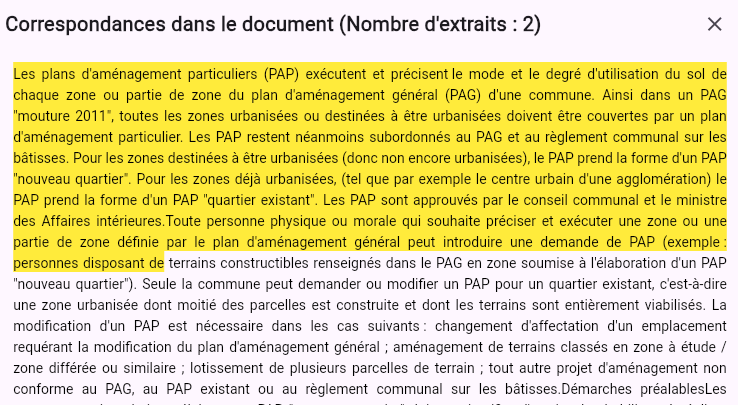 Correspondances dans le document (Nombre d'extraits : 2)
Les plans d'aménagement particuliers (PAP) exécutent et précisent le mode et le degré d'utilisation du sol de
chaque zone ou partie de zone du plan d'aménagement général (PAG) d'une commune. Ainsi dans un PAG
"mouture 2011", toutes les zones urbanisées ou destinées à être urbanisées doivent être couvertes par un plan
d'aménagement particulier. Les PAP restent néanmoins subordonnés au PAG et au règlement communal sur les
bâtisses. Pour les zones destinées à être urbanisées (donc non encore urbanisées), le PAP prend la forme d'un PAP
"nouveau quartier". Pour les zones déjà urbanisées, (tel que par exemple le centre urbain d'une agglomération) le
PAP prend la forme d'un PAP "quartier existant". Les PAP sont approuvés par le conseil communal et le ministre
des Affaires intérieures.Toute personne physique ou morale qui souhaite préciser et exécuter une zone ou une
partie de zone définie par le plan d'aménagement général peut introduire une demande de PAP (exemple :
personnes disposant de terrains constructibles renseignés dans le PAG en zone soumise à l'élaboration d'un PAP
"nouveau quartier"). Seule la commune peut demander ou modifier un PAP pour un quartier existant, c'est-à-dire
une zone urbanisée dont moitié des parcelles est construite et dont les terrains sont entièrement viabilisés. La
modification d'un PAP est nécessaire dans les cas suivants : changement d'affectation d'un emplacement
requérant la modification du plan d'aménagement général ; aménagement de terrains classés en zone à étude /
zone différée ou similaire ; lotissement de plusieurs parcelles de terrain ; tout autre projet d'aménagement non
conforme au PAG, au PAP existant ou au règlement communal sur les bâtisses.Démarches préalablesLes